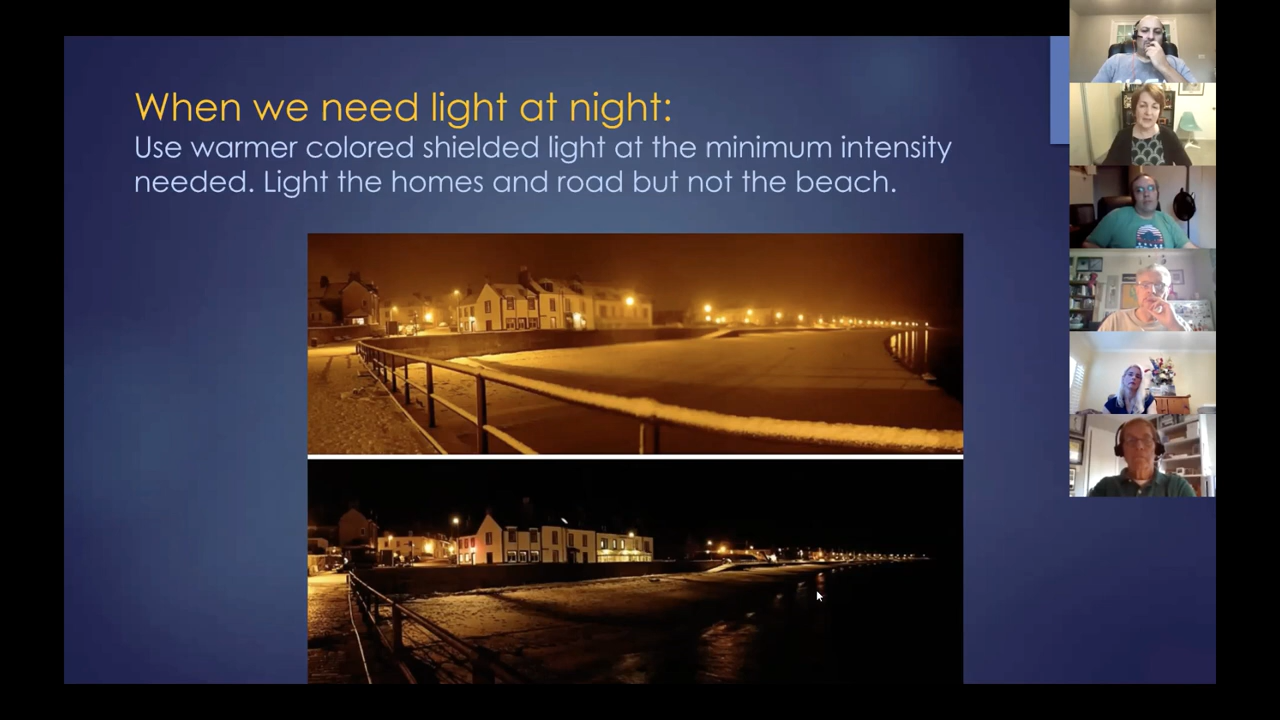 When we need light at night:
Use warmer colored shielded light at the minimum intensity
needed. Light the homes and road but not the beach.